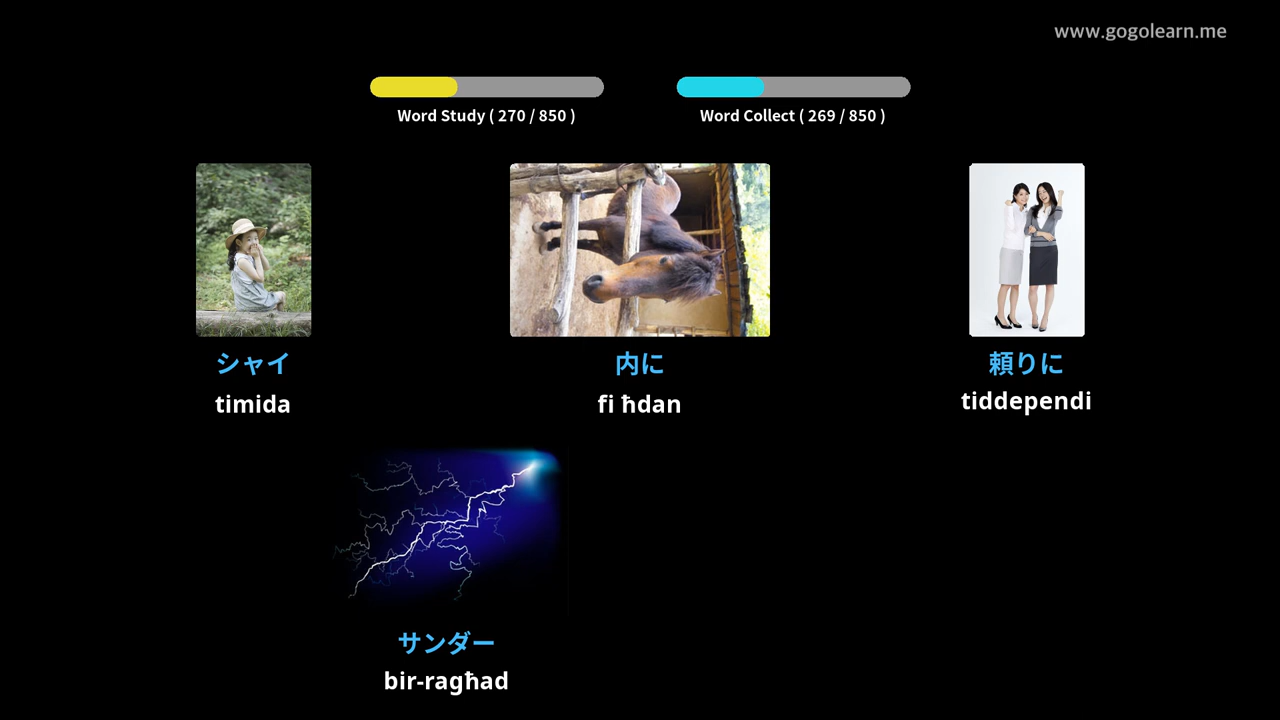 www.gogolearn.me
Word Study ( 270 / 850 )
Word Collect ( 269 / 850 )
シャイ
timida
内に
fi ħdan
頼りに
tiddependi
サンダー
bir-ragħad